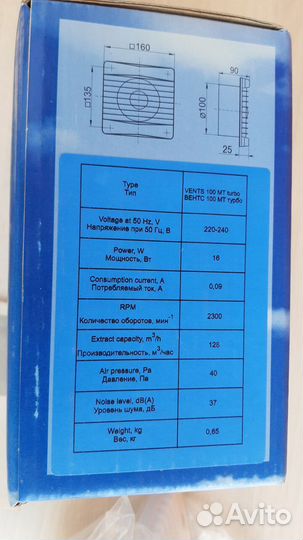 □160
90
□135
ø100
25
Type
Тип
VENTS 100 MT turbo
ВЕНТС 100 МТ турбо
Voltage at 50 Hz, V
Напряжение при 50 Гц, В
220-240
Power, W
Мощность, Вт
16
Consumption current, A
Потребляемый ток, А
0,09
RPM
Количество оборотов, мин⁻¹
2300
Extract capacity, m³/h
Производительность, м³/час
128
Air pressure, Pa
Давление, Па
40
Noise level, dB(A)
Уровень шума, дБ
37
Weight, kg
Вес, кг
0,65
Avito